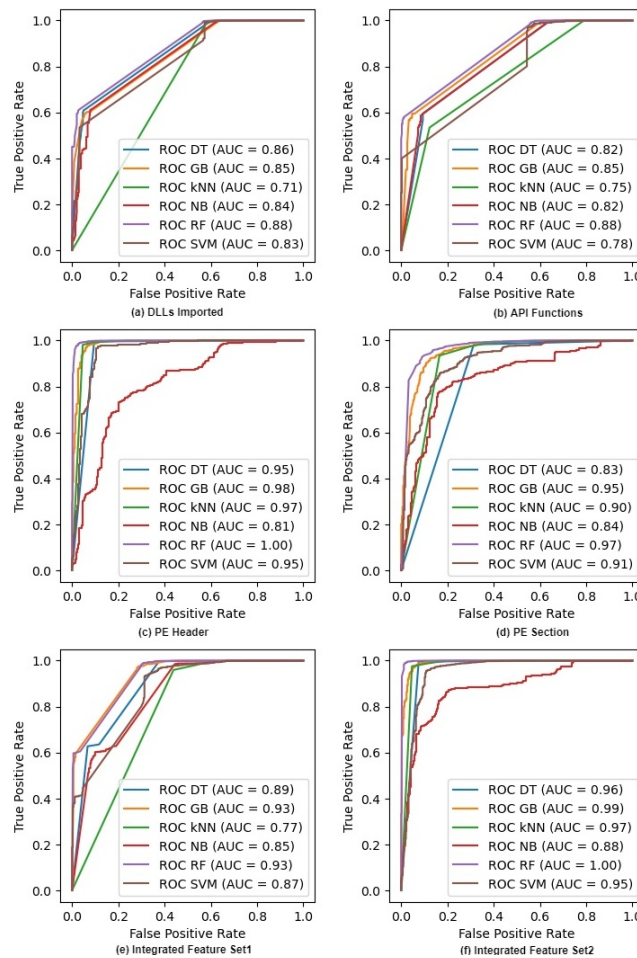 True Positive Rate
1.0
0.8
0.6
0.4
0.2
0.0
ROC DT (AUC = 0.86)
ROC GB (AUC = 0.85)
ROC kNN (AUC = 0.71)
ROC NB (AUC = 0.84)
ROC RF (AUC = 0.88)
ROC SVM (AUC = 0.83)
0.0 0.2 0.4 0.6 0.8 1.0
False Positive Rate
(a) DLLs Imported
True Positive Rate
1.0
0.8
0.6
0.4
0.2
0.0
ROC DT (AUC = 0.82)
ROC GB (AUC = 0.85)
ROC kNN (AUC = 0.75)
ROC NB (AUC = 0.82)
ROC RF (AUC = 0.88)
ROC SVM (AUC = 0.78)
0.0 0.2 0.4 0.6 0.8 1.0
False Positive Rate
(b) API Functions
True Positive Rate
1.0
0.8
0.6
0.4
0.2
0.0
ROC DT (AUC = 0.95)
ROC GB (AUC = 0.98)
ROC kNN (AUC = 0.97)
ROC NB (AUC = 0.81)
ROC RF (AUC = 1.00)
ROC SVM (AUC = 0.95)
0.0 0.2 0.4 0.6 0.8 1.0
False Positive Rate
(c) PE Header
True Positive Rate
1.0
0.8
0.6
0.4
0.2
0.0
ROC DT (AUC = 0.83)
ROC GB (AUC = 0.95)
ROC kNN (AUC = 0.90)
ROC NB (AUC = 0.84)
ROC RF (AUC = 0.97)
ROC SVM (AUC = 0.91)
0.0 0.2 0.4 0.6 0.8 1.0
False Positive Rate
(d) PE Section
True Positive Rate
1.0
0.8
0.6
0.4
0.2
0.0
ROC DT (AUC = 0.89)
ROC GB (AUC = 0.93)
ROC kNN (AUC = 0.77)
ROC NB (AUC = 0.85)
ROC RF (AUC = 0.93)
ROC SVM (AUC = 0.87)
0.0 0.2 0.4 0.6 0.8 1.0
False Positive Rate
(e) Integrated Feature Set1
True Positive Rate
1.0
0.8
0.6
0.4
0.2
0.0
ROC DT (AUC = 0.96)
ROC GB (AUC = 0.99)
ROC kNN (AUC = 0.97)
ROC NB (AUC = 0.88)
ROC RF (AUC = 1.00)
ROC SVM (AUC = 0.95)
0.0 0.2 0.4 0.6 0.8 1.0
False Positive Rate
(f) Integrated Feature Set2